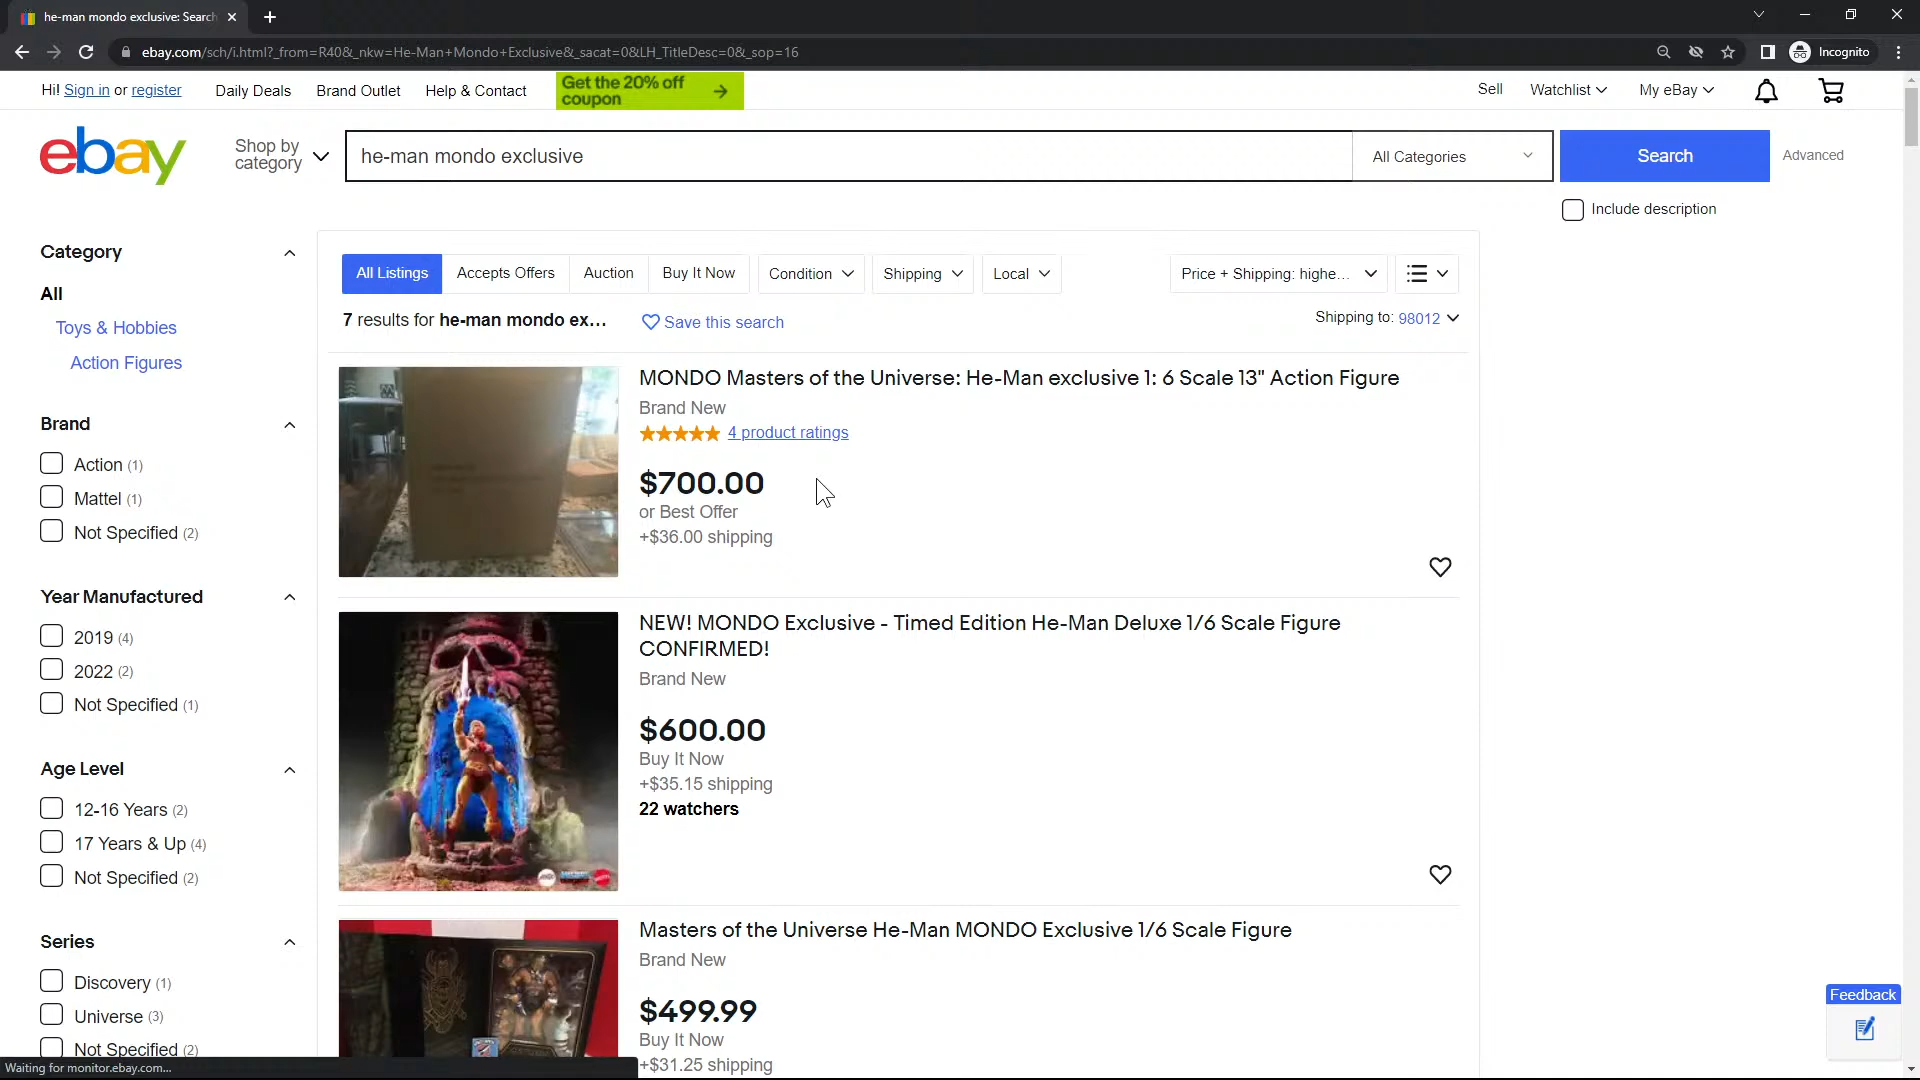 he-man mondo exclusive: Search
ebay.com/sch/i.html?_from=R40&_nkw=He-Man+Mondo+Exclusive&_sacat=0&LH_TitleDesc=0&_sop=16
Incognito
Hi! Sign in or register
Daily Deals
Brand Outlet
Help & Contact
Get the 20% off
coupon
Sell
Watchlist
My eBay
ebay
Shop by
category
he-man mondo exclusive
All Categories
Search
Advanced
Include description
Category
All
Toys & Hobbies
Action Figures
Brand
Action (1)
Mattel (1)
Not Specified (2)
Year Manufactured
2019 (4)
2022 (2)
Not Specified (1)
Age Level
12-16 Years (2)
17 Years & Up (4)
Not Specified (2)
Series
Discovery (1)
Universe (3)
Not Specified (2)
All Listings
Accepts Offers
Auction
Buy It Now
Condition
Shipping
Local
Price + Shipping: highe...
7 results for he-man mondo ex...
Save this search
Shipping to: 98012
MONDO Masters of the Universe: He-Man exclusive 1: 6 Scale 13" Action Figure
Brand New
4 product ratings
$700.00
or Best Offer
+$36.00 shipping
NEW! MONDO Exclusive - Timed Edition He-Man Deluxe 1/6 Scale Figure
CONFIRMED!
Brand New
$600.00
Buy It Now
+$35.15 shipping
22 watchers
Masters of the Universe He-Man MONDO Exclusive 1/6 Scale Figure
Brand New
$499.99
Buy It Now
+$31.25 shipping
Feedback
Waiting for monitor.ebay.com...